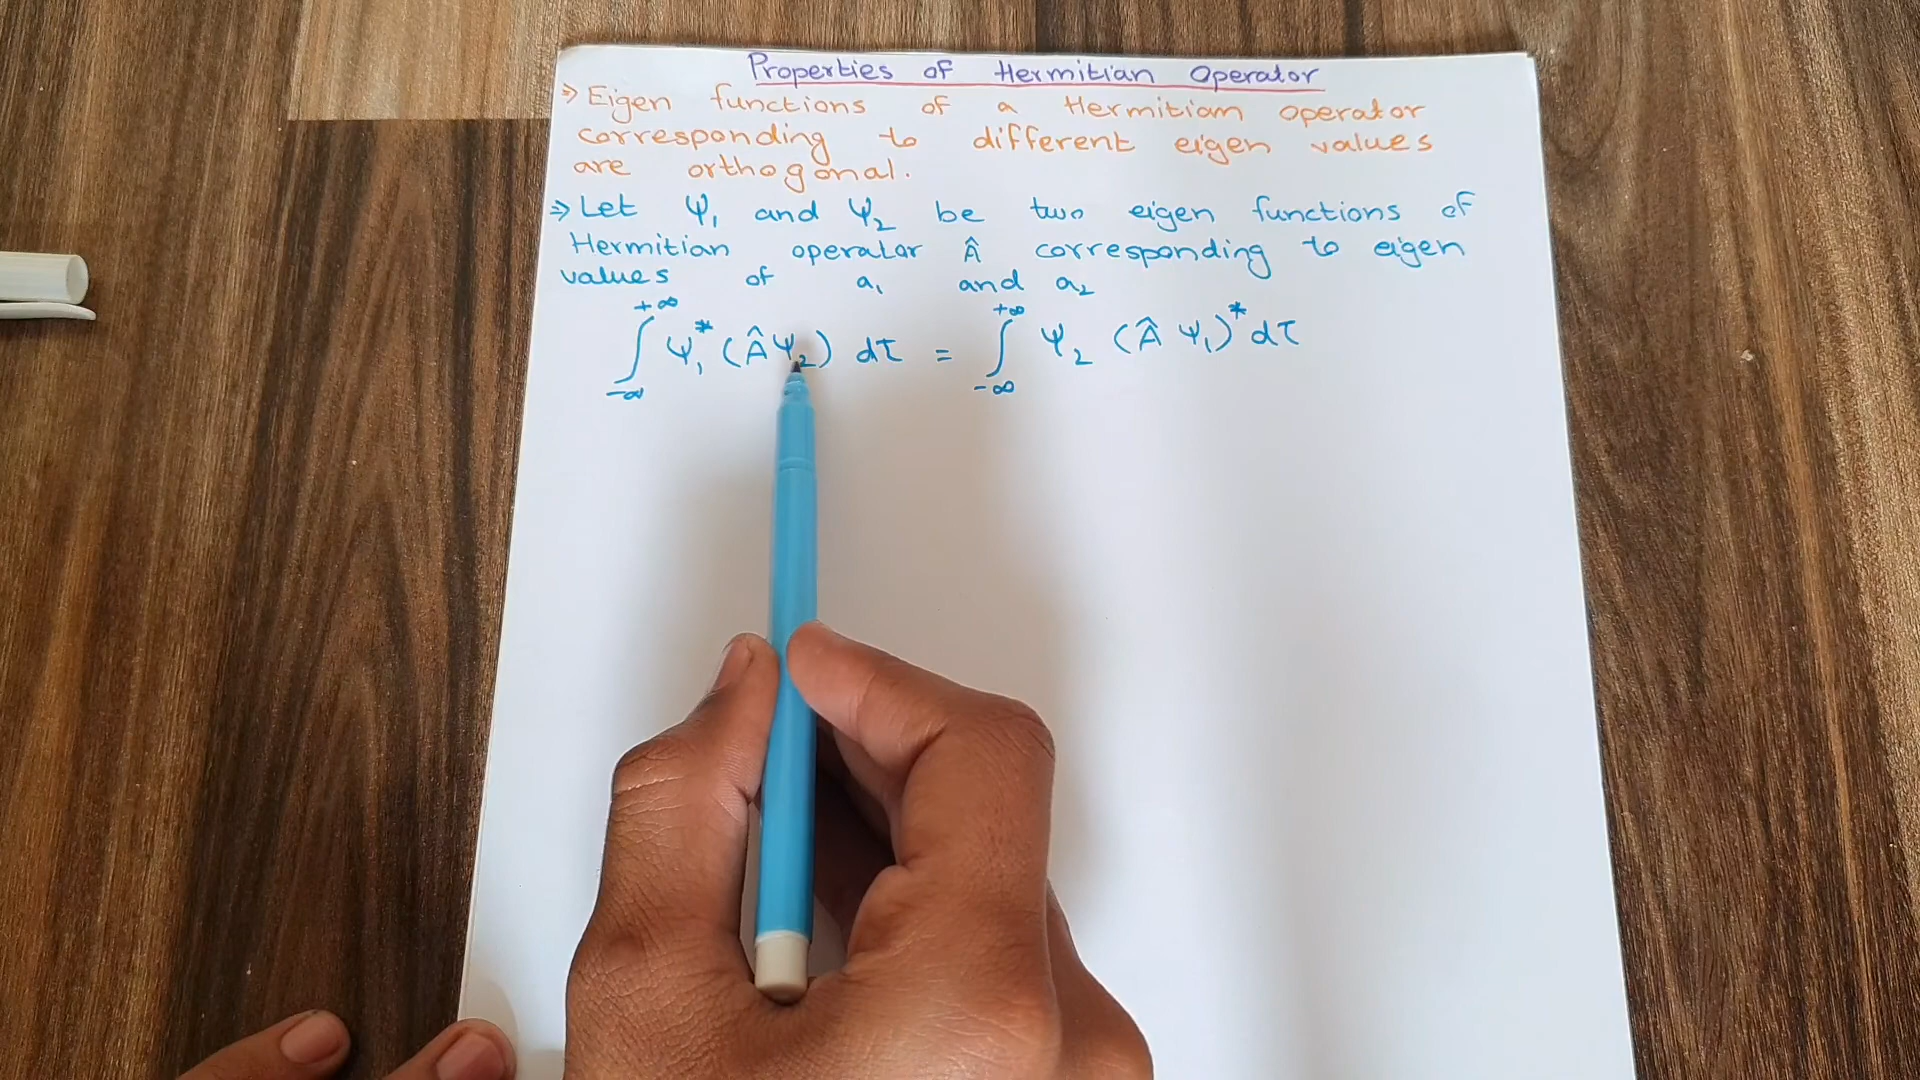 Properties of Hermitian Operator
⇒ Eigen functions of a Hermitian operator
corresponding to different eigen values
are orthogonal.
⇒ Let Ψ₁ and Ψ₂ be two eigen functions of
Hermitian operator Â corresponding to eigen
values of a₁ and a₂
∫₋∞⁺∞ Ψ₁* (ÂΨ₂) dτ = ∫₋∞⁺∞ Ψ₂ (Â Ψ₁)* dτ